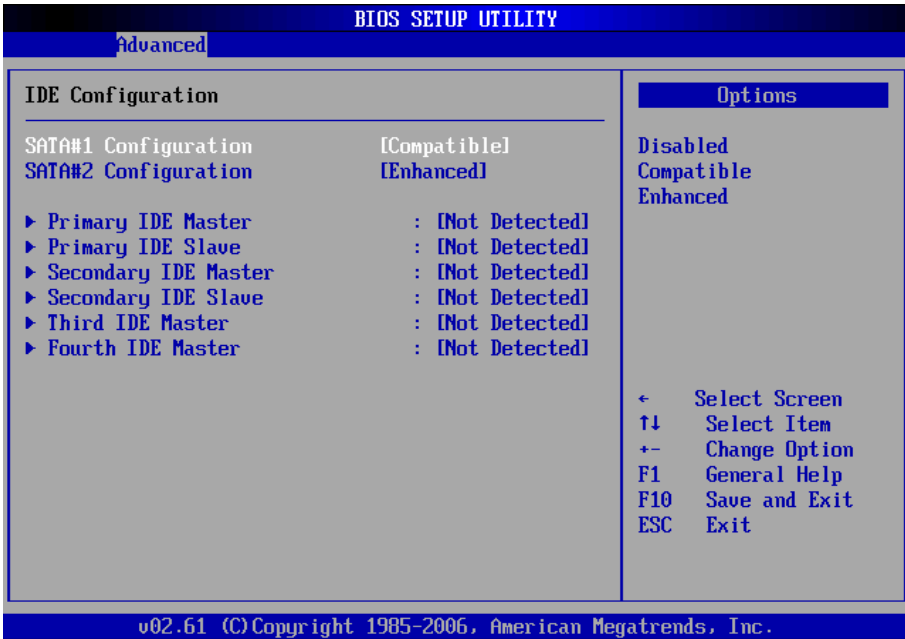 BIOS SETUP UTILITY
Advanced
IDE Configuration
SATA#1 Configuration [Compatible]
SATA#2 Configuration [Enhanced]
▶ Primary IDE Master : [Not Detected]
▶ Primary IDE Slave : [Not Detected]
▶ Secondary IDE Master : [Not Detected]
▶ Secondary IDE Slave : [Not Detected]
▶ Third IDE Master : [Not Detected]
▶ Fourth IDE Master : [Not Detected]
Options
Disabled
Compatible
Enhanced
← Select Screen
↑↓ Select Item
+- Change Option
F1 General Help
F10 Save and Exit
ESC Exit
v02.61 (C)Copyright 1985-2006, American Megatrends, Inc.